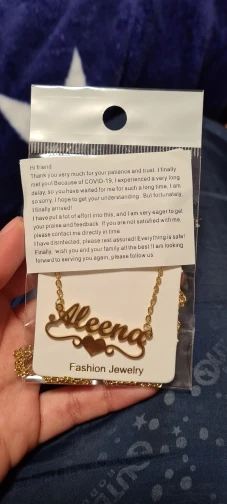 Hi friend
Thank you very much for your patience and trust. I finally
met you! Because of COVID-19, I experienced a very long
delay, so you have waited for me for such a long time, I am
so sorry. I hope to get your understanding. But fortunately,
I finally arrived!
I have put a lot of effort into this, and I am very eager to get
your praise and feedback. If you are not satisfied with me,
please contact me directly in time.
I have disinfected, please rest assured! Everything is safe!
Finally, wish you and your family all the best! I am looking
forward to serving you again, please follow us.
Aleena
Fashion Jewelry